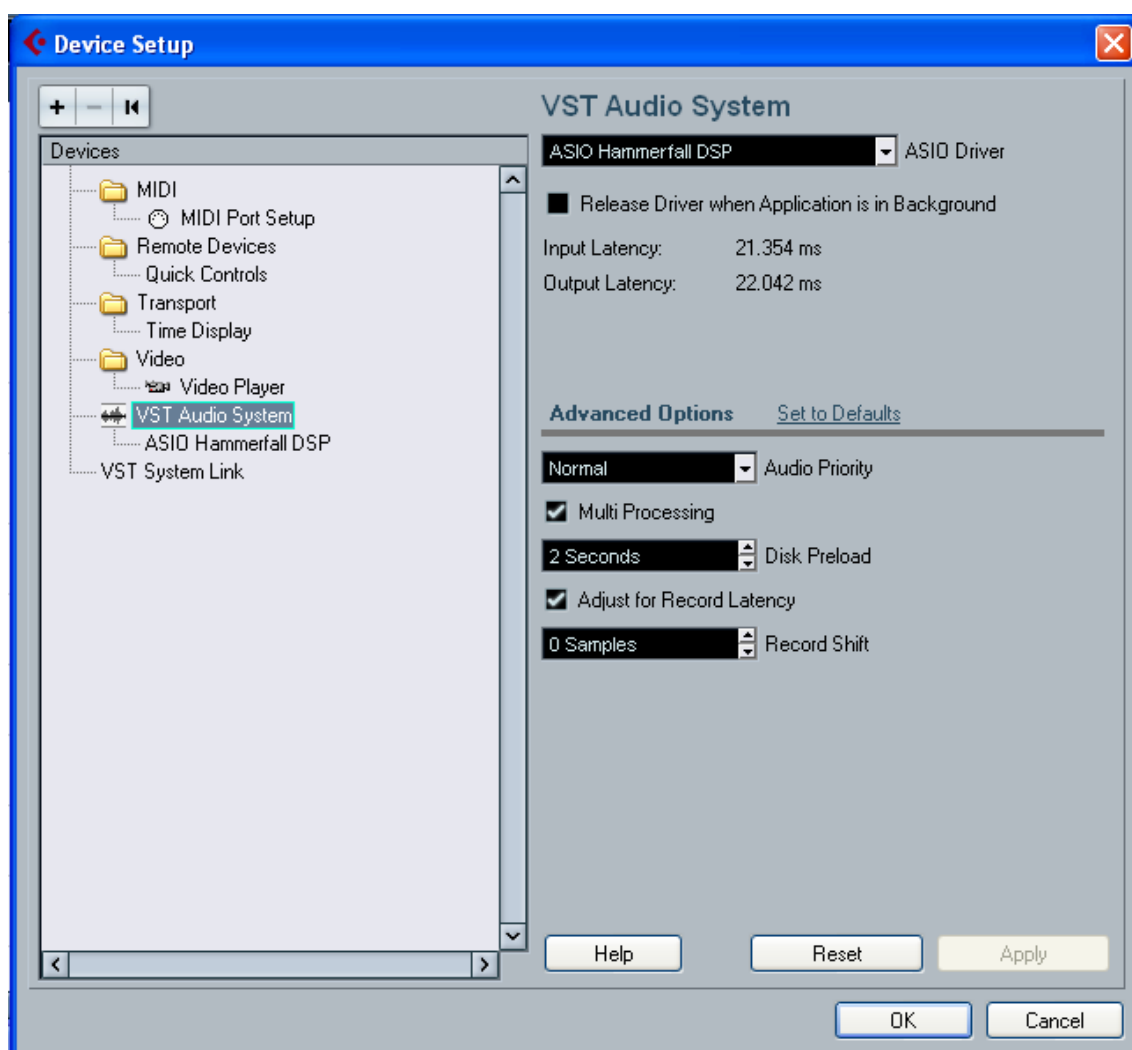 Device Setup
Devices
MIDI
MIDI Port Setup
Remote Devices
Quick Controls
Transport
Time Display
Video
Video Player
VST Audio System
ASIO Hammerfall DSP
VST System Link
VST Audio System
ASIO Hammerfall DSP ASIO Driver
Release Driver when Application is in Background
Input Latency: 21.354 ms
Output Latency: 22.042 ms
Advanced Options Set to Defaults
Normal Audio Priority
Multi Processing
2 Seconds Disk Preload
Adjust for Record Latency
0 Samples Record Shift
Help Reset Apply
OK Cancel